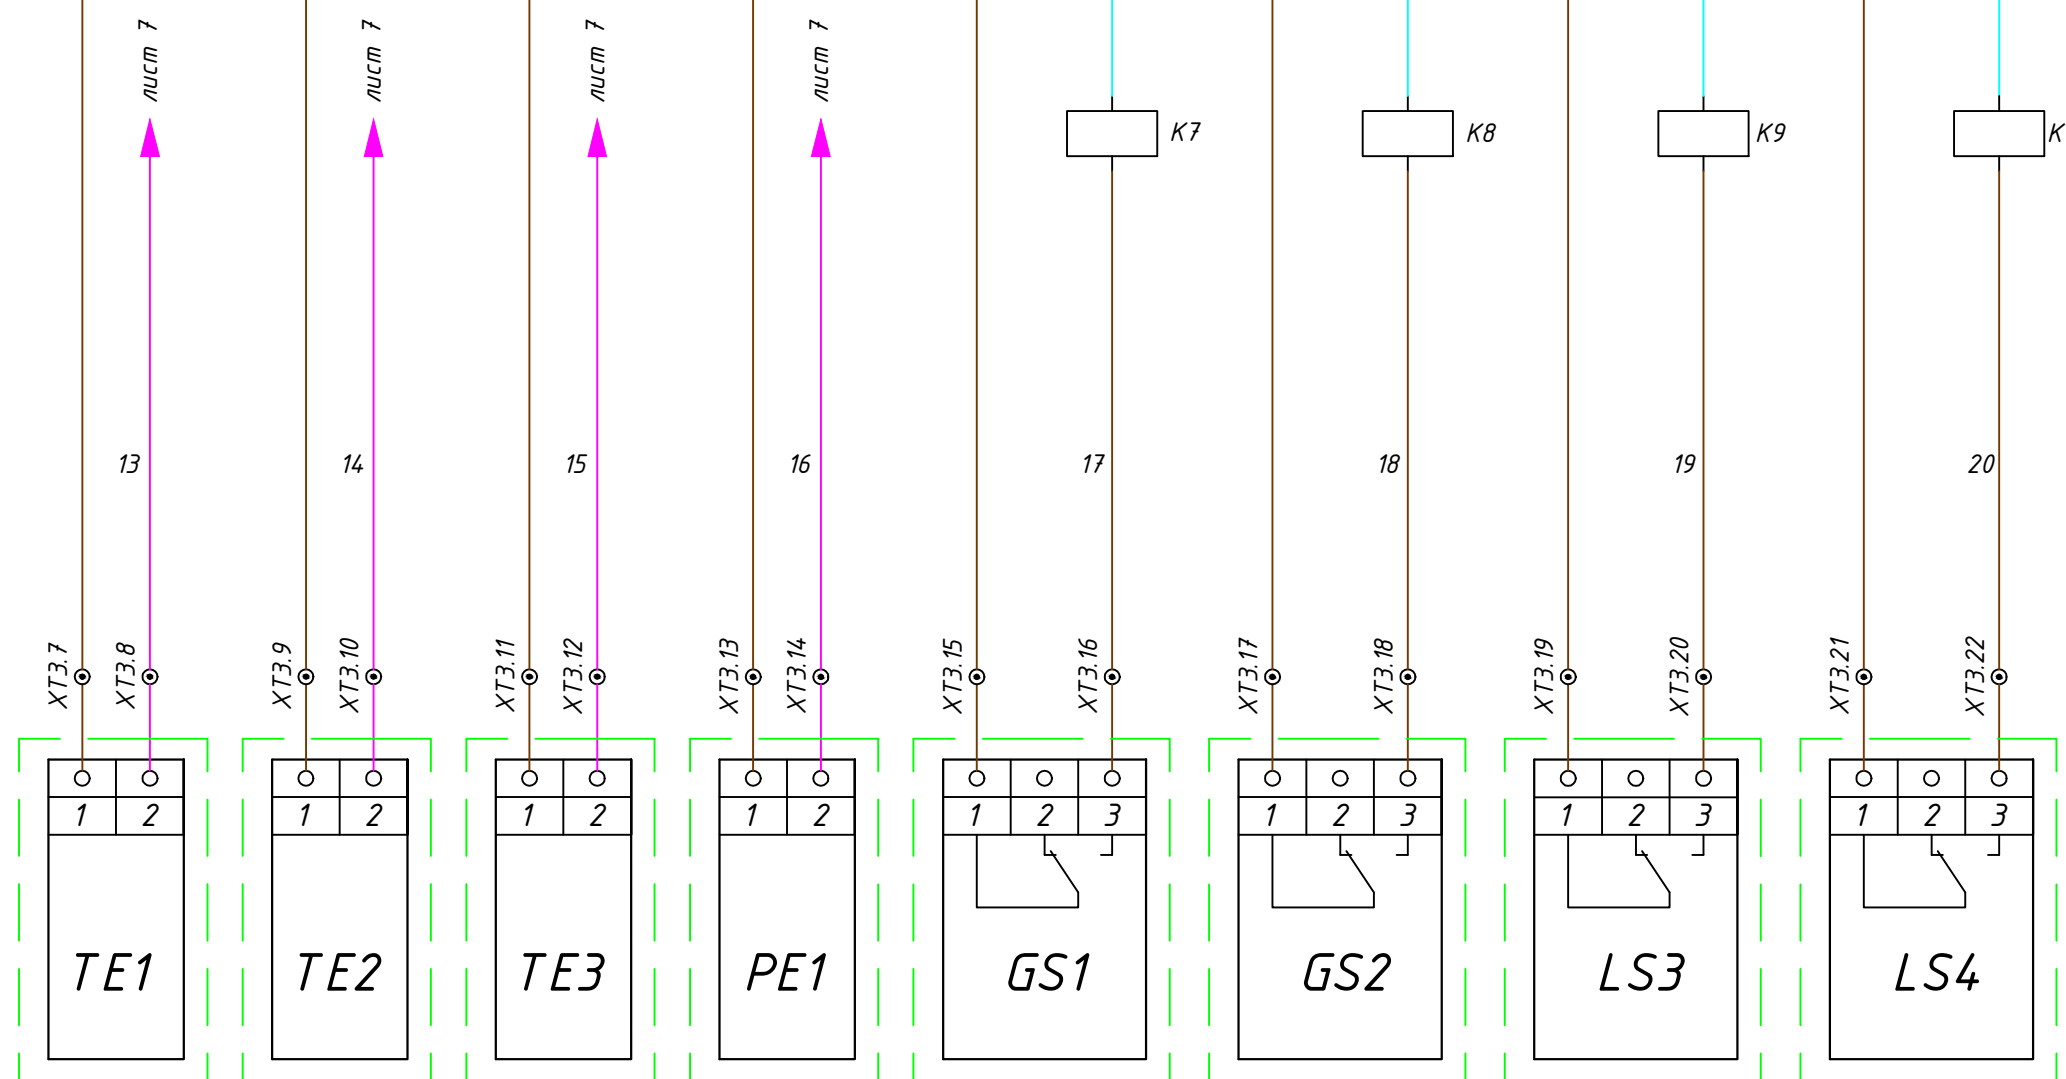 лист 7
лист 7
лист 7
лист 7
K7
K8
K9
K
13
14
15
16
17
18
19
20
XT3.7
XT3.8
XT3.9
XT3.10
XT3.11
XT3.12
XT3.13
XT3.14
XT3.15
XT3.16
XT3.17
XT3.18
XT3.19
XT3.20
XT3.21
XT3.22
1 2
1 2
1 2
1 2
1 2 3
1 2 3
1 2 3
1 2 3
TE1
TE2
TE3
PE1
GS1
GS2
LS3
LS4